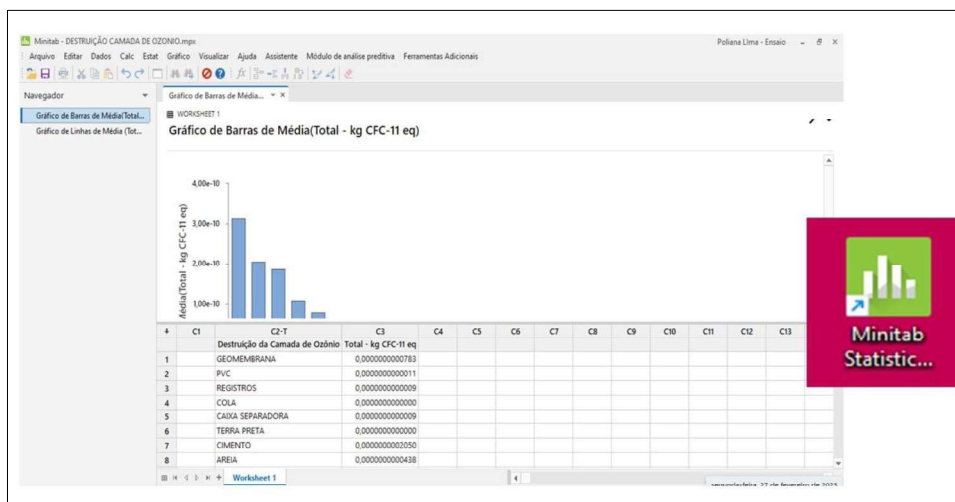 Minitab - DESTRUIÇÃO CAMADA DE OZONIO.mpx
Poliana Lima - Ensaio
Arquivo Editar Dados Calc Estat Gráfico Visualizar Ajuda Assistente Módulo de análise preditiva Ferramentas Adicionais
Navegador
Gráfico de Barras de Média...
Gráfico de Barras de Média(Total...
Gráfico de Linhas de Média (Tot...
WORKSHEET 1
Gráfico de Barras de Média(Total - kg CFC-11 eq)
Média(Total - kg CFC-11 eq)
4,00e-10
3,00e-10
2,00e-10
1,00e-10
C1 C2-T C3 C4 C5 C6 C7 C8 C9 C10 C11 C12 C13
Destruição da Camada de Ozônio Total - kg CFC-11 eq
1 GEOMEMBRANA 0,0000000000783
2 PVC 0,0000000000011
3 REGISTROS 0,0000000000009
4 COLA 0,0000000000000
5 CAIXA SEPARADORA 0,0000000000009
6 TERRA PRETA 0,0000000000000
7 CIMENTO 0,0000000002050
8 AREIA 0,0000000000438
Worksheet 1
segunda-feira, 27 de fevereiro de 2023
Minitab
Statistic...